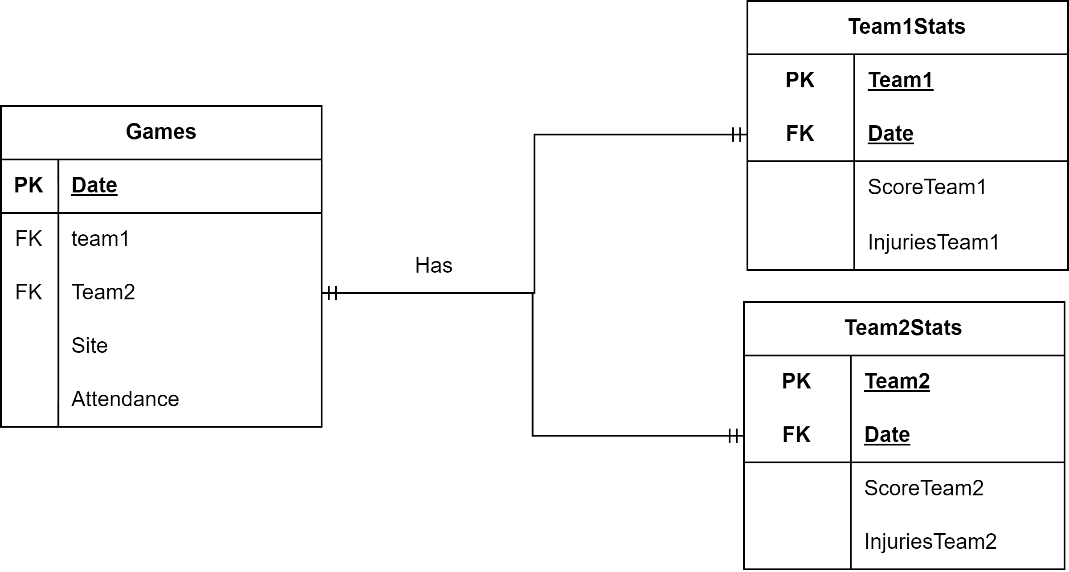 Games
PK Date
FK team1
FK Team2
Site
Attendance
Has
Team1Stats
PK Team1
FK Date
ScoreTeam1
InjuriesTeam1
Team2Stats
PK Team2
FK Date
ScoreTeam2
InjuriesTeam2